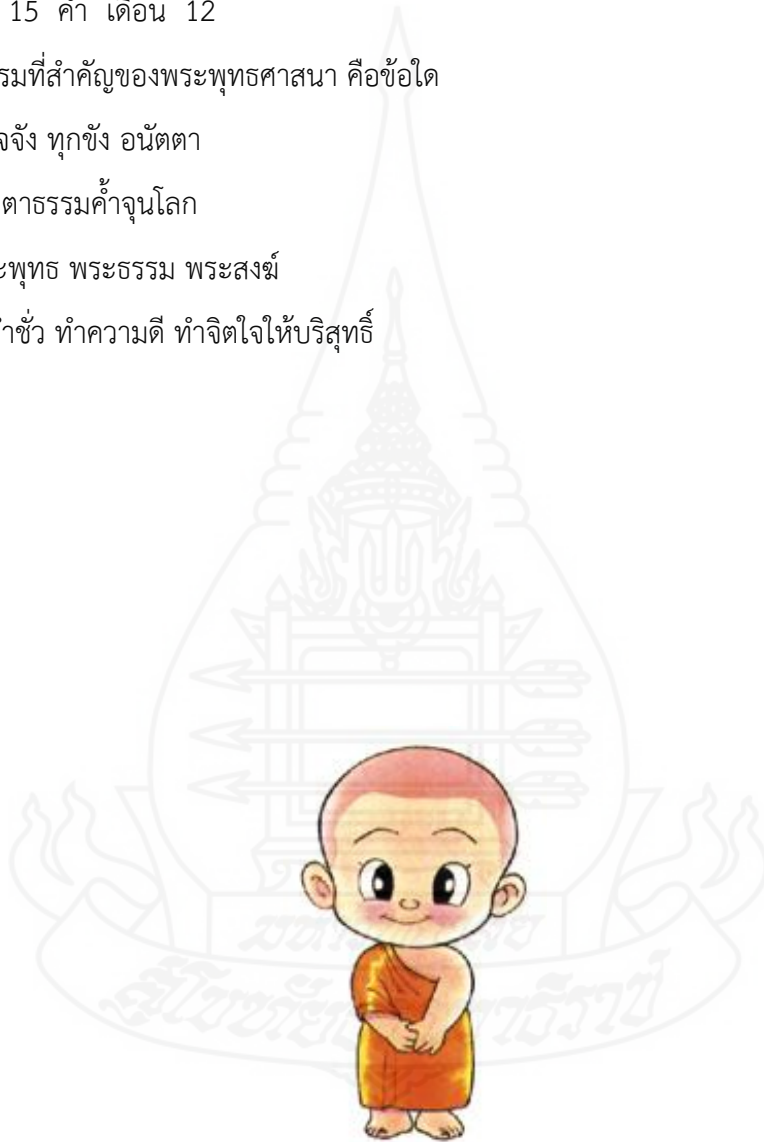 15 ค่ำ เดือน 12
รมที่สำคัญของพระพุทธศาสนา คือข้อใด
จจัง ทุกขัง อนัตตา
ตาธรรมค้ำจุนโลก
ะพุทธ พระธรรม พระสงฆ์
ำชั่ว ทำความดี ทำจิตใจให้บริสุทธิ์